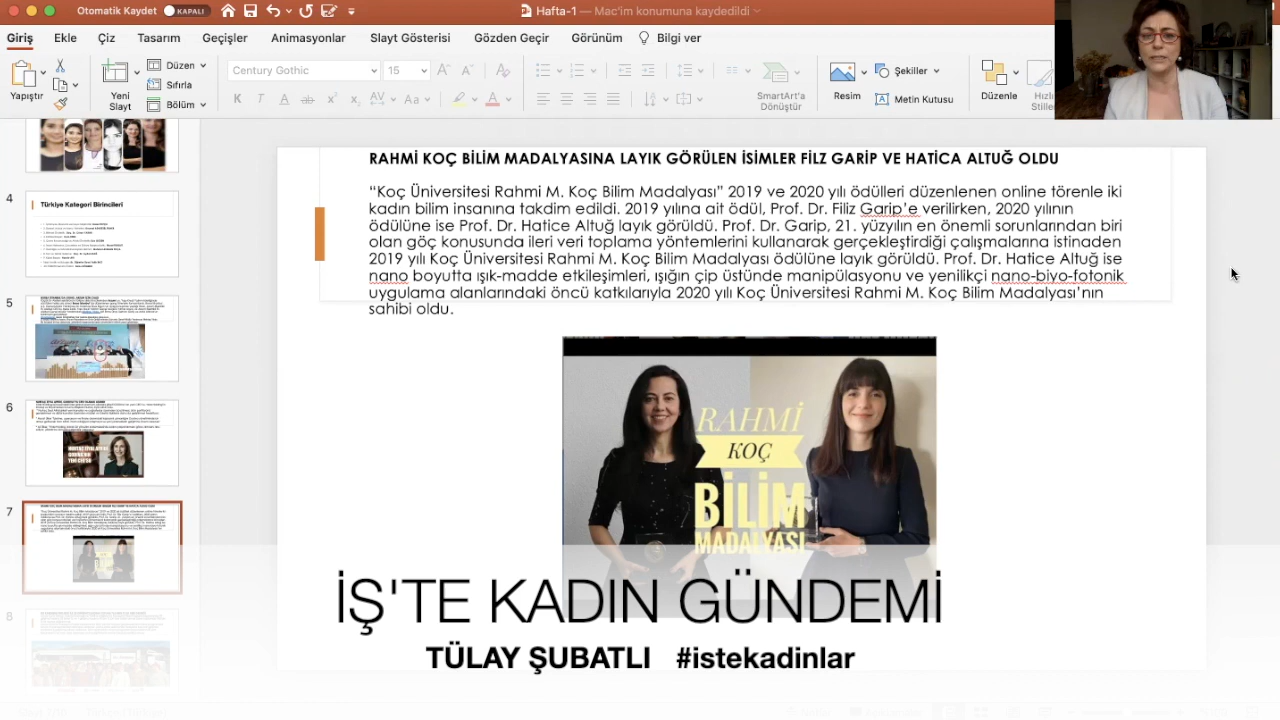 Otomatik Kaydet KAPALI
Hafta-1 — Mac'im konumuna kaydedildi
Giriş Ekle Çiz Tasarım Geçişler Animasyonlar Slayt Gösterisi Gözden Geçir Görünüm Bilgi ver
Yapıştır
Yeni
Slayt
Düzen
Sıfırla
Bölüm
Century Gothic 15
SmartArt'a
Dönüştür
Resim
Şekiller
Metin Kutusu
Düzenle
Hızlı
Stiller
4
Türkiye Kategori Birincileri
5
6
7
8
RAHMİ KOÇ BİLİM MADALYASINA LAYIK GÖRÜLEN İSİMLER FİLZ GARİP VE HATİCA ALTUĞ OLDU
“Koç Üniversitesi Rahmi M. Koç Bilim Madalyası” 2019 ve 2020 yılı ödülleri düzenlenen online törenle iki
kadın bilim insanına takdim edildi. 2019 yılına ait ödül, Prof. Dr. Filiz Garip’e verilirken, 2020 yılının
ödülüne ise Prof. Dr. Hatice Altuğ layık görüldü. Prof. Dr. Garip, 21. yüzyılın en önemli sorunlarından biri
olan göç konusuna ileri veri toplama yöntemlerini kullanarak gerçekleştirdiği çalışmalarına istinaden
2019 yılı Koç Üniversitesi Rahmi M. Koç Bilim Madalyası ödülüne layık görüldü. Prof. Dr. Hatice Altuğ ise
nano boyutta ışık-madde etkileşimleri, ışığın çip üstünde manipülasyonu ve yenilikçi nano-biyo-fotonik
uygulama alanlarındaki öncü katkılarıyla 2020 yılı Koç Üniversitesi Rahmi M. Koç Bilim Madalyası’nın
sahibi oldu.
RAHMİ
KOÇ
BİLİM
MADALYASI
İŞ'TE KADIN GÜNDEMİ
TÜLAY ŞUBATLI #istekadinlar